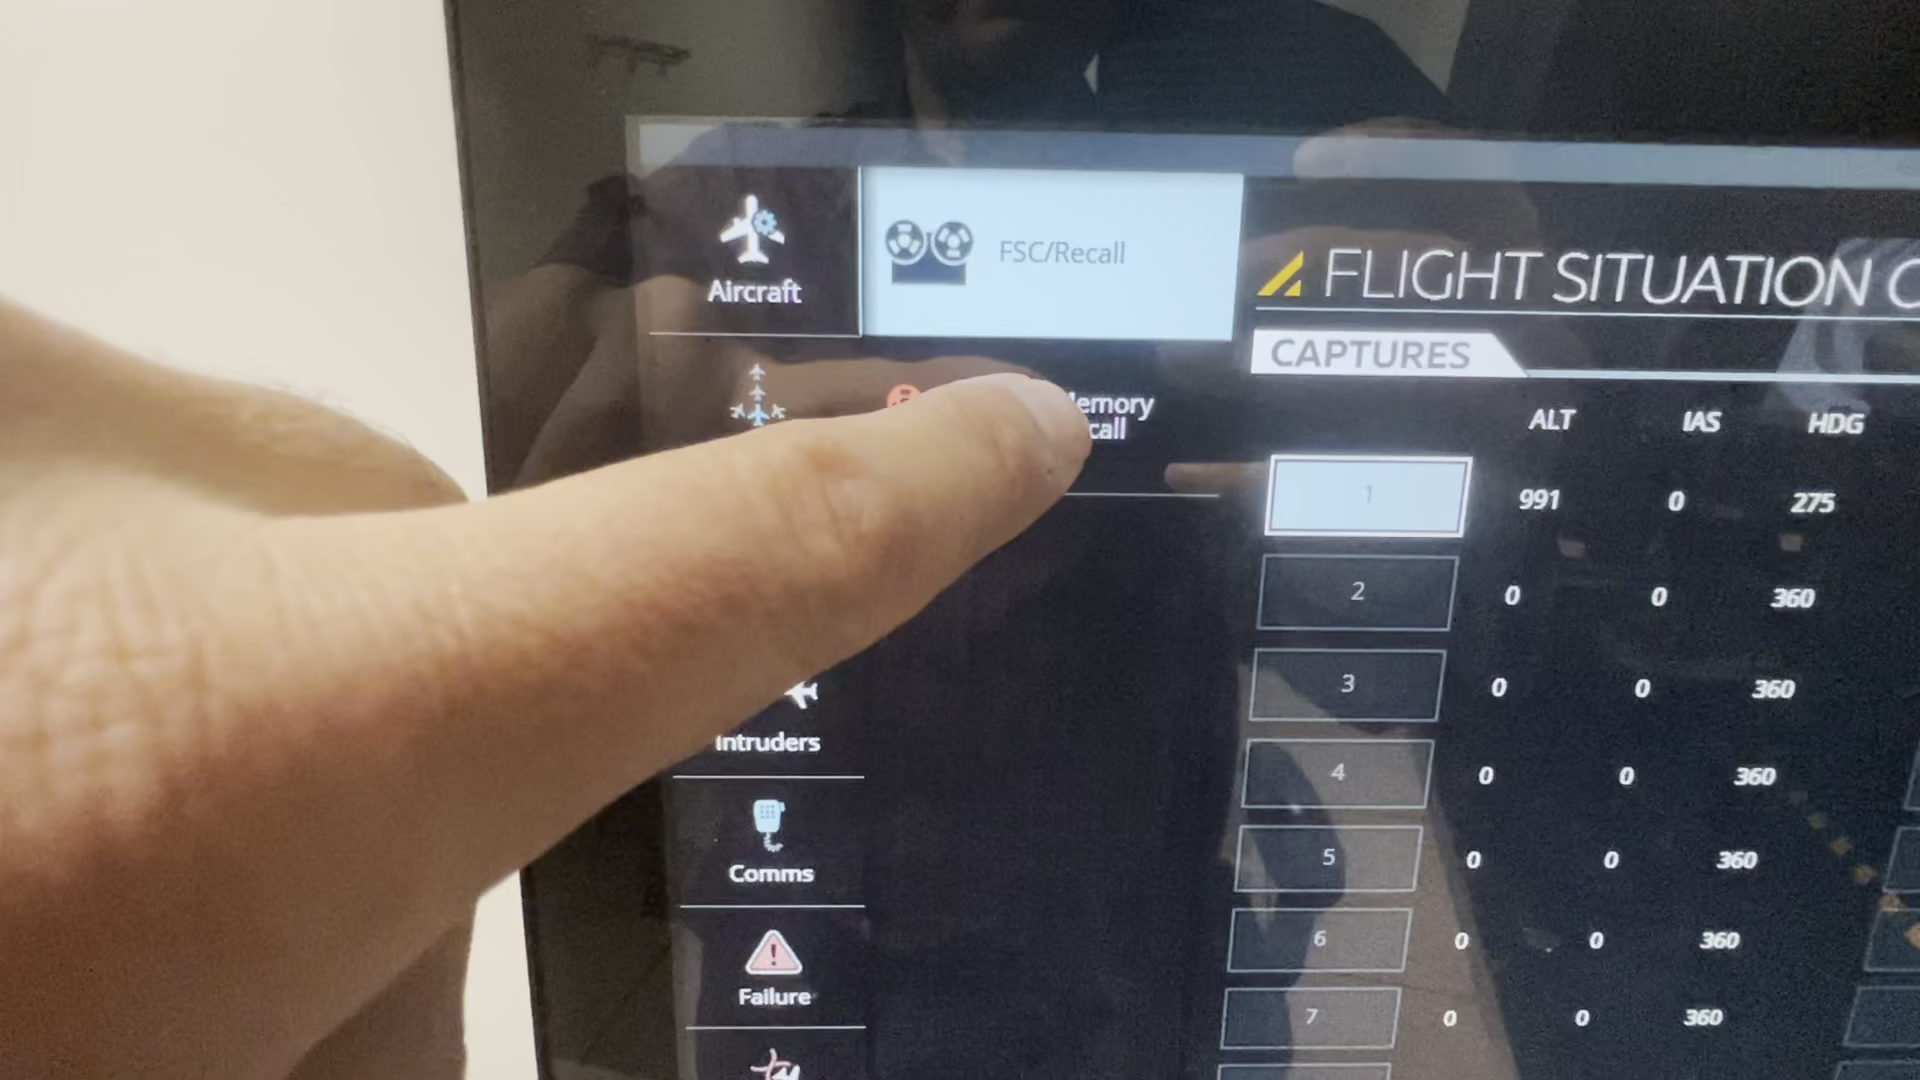 Aircraft
FSC/Recall
FLIGHT SITUATION
CAPTURES
ALT IAS HDG
1 991 0 275
2 0 0 360
3 0 0 360
4 0 0 360
5 0 0 360
6 0 0 360
7 0 0 360
Intruders
Comms
Failure